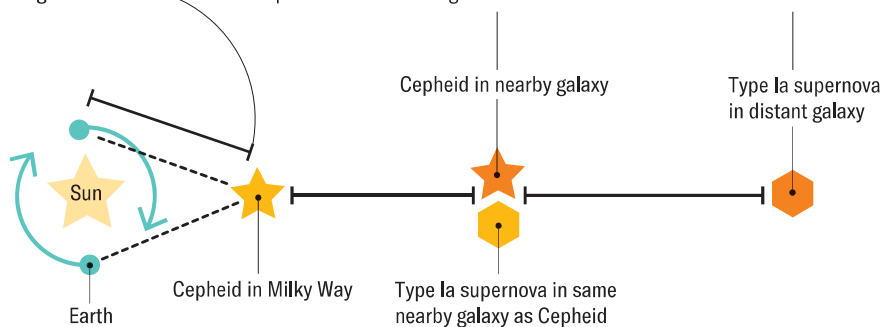 Cepheid in nearby galaxy
Type Ia supernova
in distant galaxy
Sun
Cepheid in Milky Way
Type Ia supernova in same
nearby galaxy as Cepheid
Earth